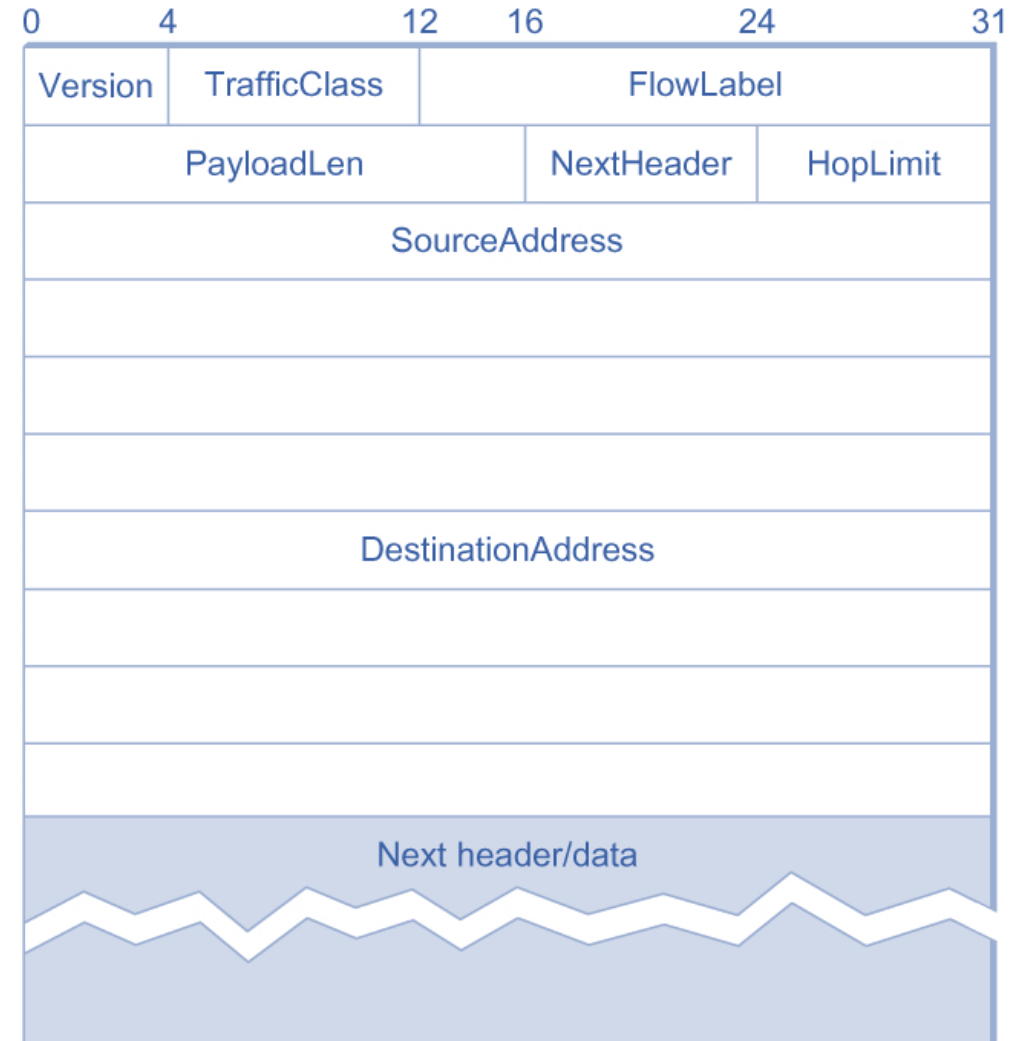 0 4 12 16 24 31
Version TrafficClass FlowLabel
PayloadLen NextHeader HopLimit
SourceAddress
DestinationAddress
Next header/data